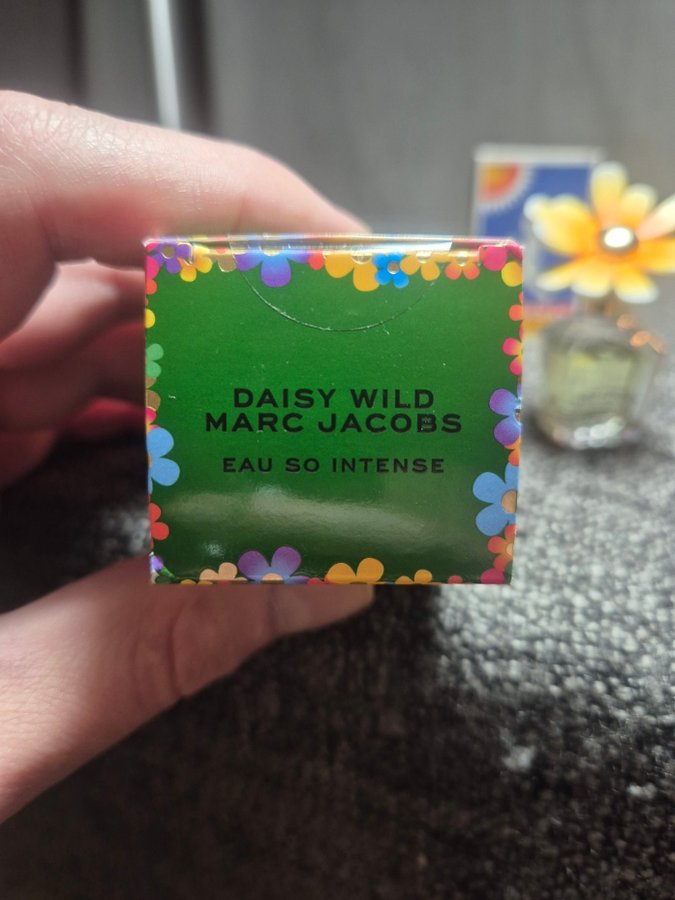 DAISY WILD
MARC JACOBS
EAU SO INTENSE